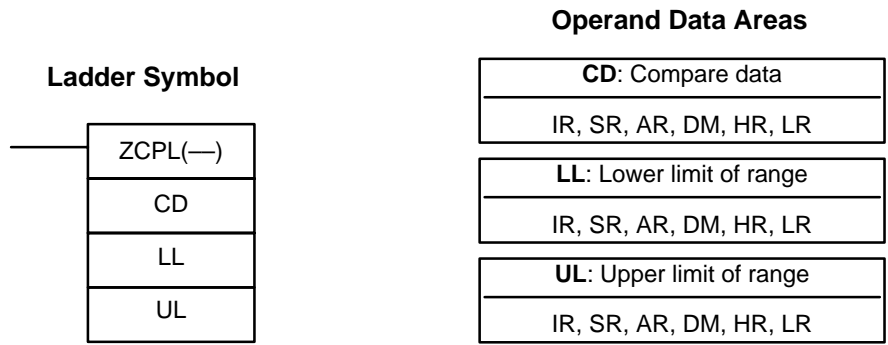 Operand Data Areas
Ladder Symbol
ZCPL(––)
CD
LL
UL
CD: Compare data
IR, SR, AR, DM, HR, LR
LL: Lower limit of range
IR, SR, AR, DM, HR, LR
UL: Upper limit of range
IR, SR, AR, DM, HR, LR